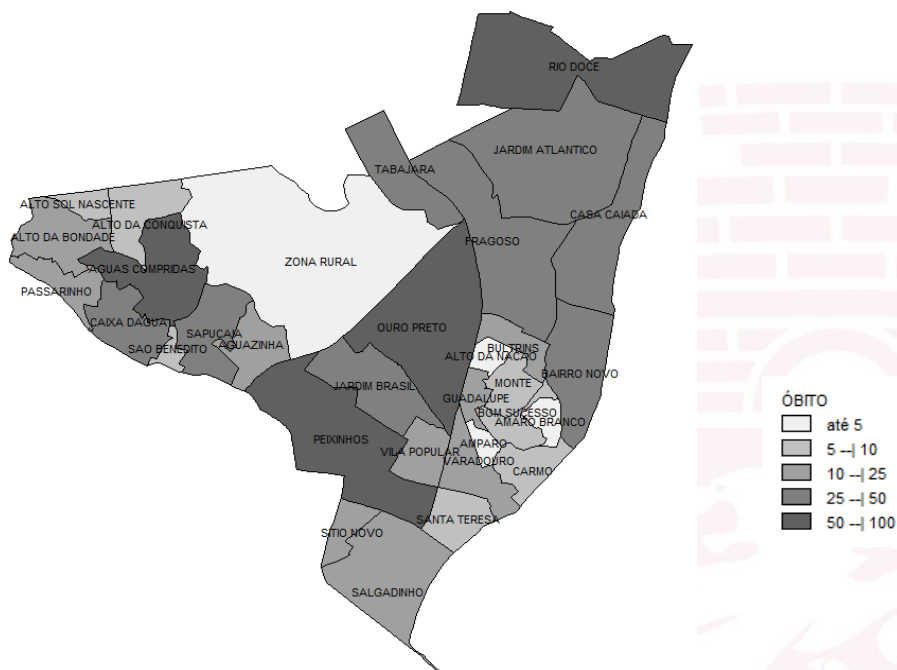 RIO DOCE
JARDIM ATLANTICO
TABAJARA
ALTO SOL NASCENTE
CASA CAIADA
ALTO DA CONQUISTA
ALTO DA BONDADE
FRAGOSO
ZONA RURAL
AGUAS COMPRIDAS
PASSARINHO
CAIXA DAGUA
OURO PRETO
SAPUCAIA
AGUAZINHA
SAO BENEDITO
BULTRINS
ALTO DA NACAO
BAIRRO NOVO
MONTE
JARDIM BRASIL
GUADALUPE
BOM SUCESSO
AMARO BRANCO
PEIXINHOS
AMPARO
VILA POPULAR
VARADOURO
CARMO
SANTA TERESA
SITIO NOVO
SALGADINHO
ÓBITO
até 5
5 --| 10
10 --| 25
25 --| 50
50 --| 100